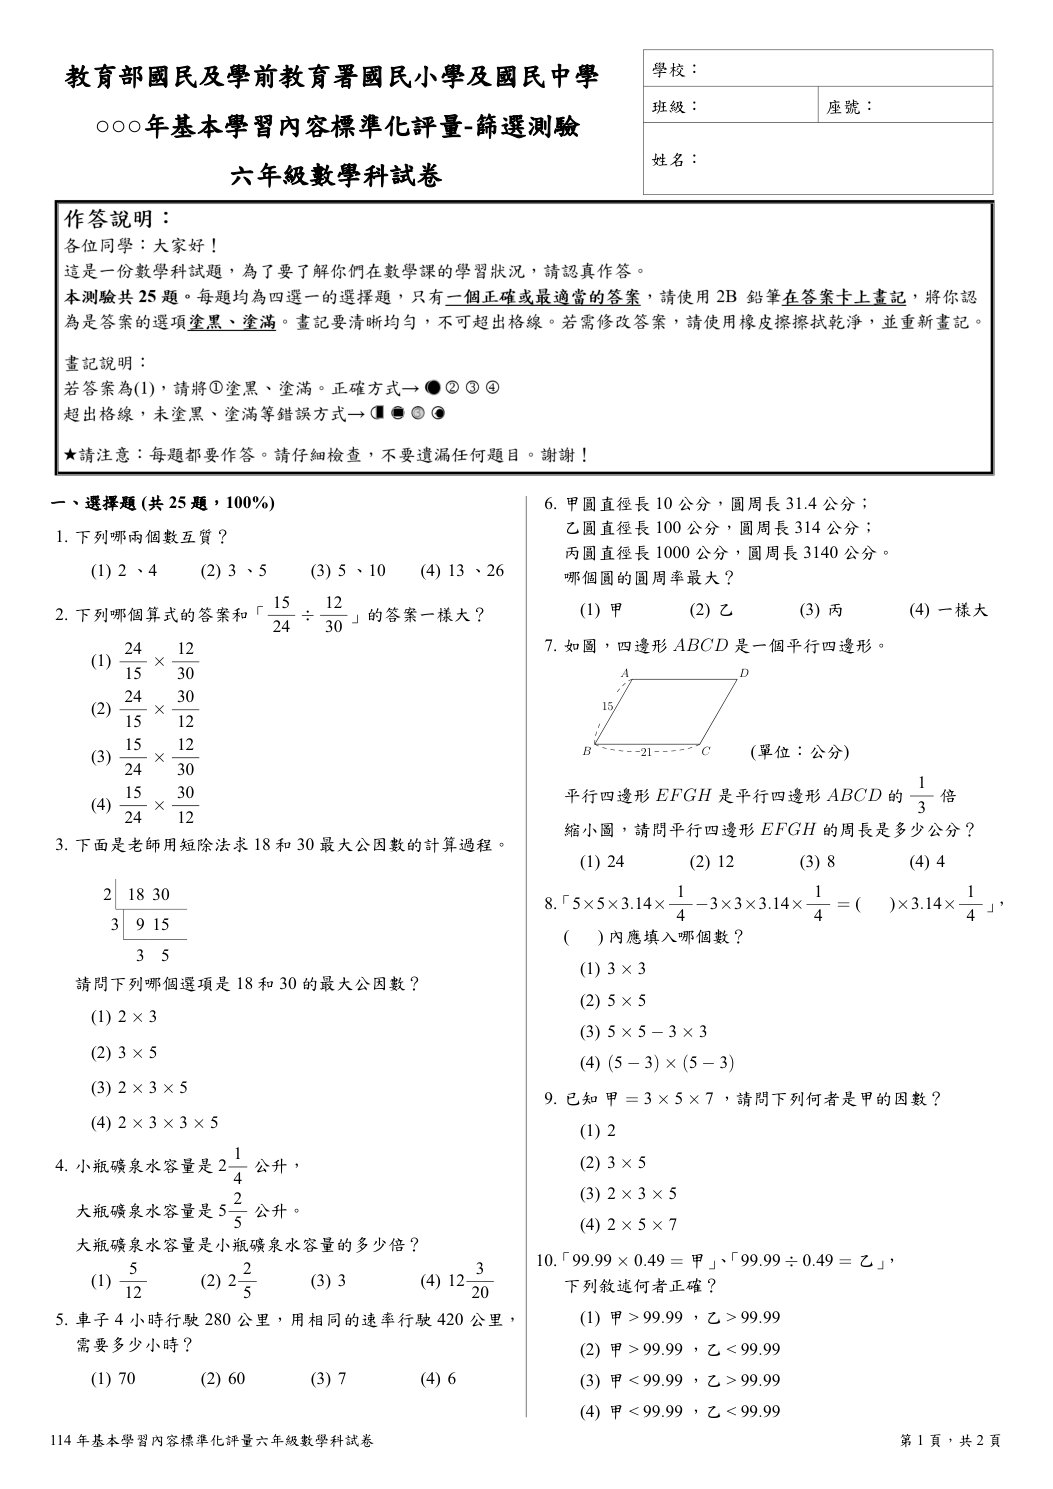 教育部國民及學前教育署國民小學及國民中學
○○○年基本學習內容標準化評量-篩選測驗
六年級數學科試卷
學校：
班級：
座號：
姓名：
作答說明：
各位同學：大家好！
這是一份數學科試題，為了要了解你們在數學課的學習狀況，請認真作答。
本測驗共 25 題。每題均為四選一的選擇題，只有一個正確或最適當的答案，請使用 2B 鉛筆在答案卡上畫記，將你認
為是答案的選項塗黑、塗滿。畫記要清晰均勻，不可超出格線。若需修改答案，請使用橡皮擦擦拭乾淨，並重新畫記。
畫記說明：
若答案為(1)，請將①塗黑、塗滿。正確方式→ ● ② ③ ④
超出格線，未塗黑、塗滿等錯誤方式→
★請注意：每題都要作答。請仔細檢查，不要遺漏任何題目。謝謝！
一、選擇題 (共 25 題，100%)
1. 下列哪兩個數互質？
(1) 2 、4 (2) 3 、5 (3) 5 、10 (4) 13 、26
2. 下列哪個算式的答案和「15/24 ÷ 12/30」的答案一樣大？
(1) 24/15 × 12/30
(2) 24/15 × 30/12
(3) 15/24 × 12/30
(4) 15/24 × 30/12
3. 下面是老師用短除法求 18 和 30 最大公因數的計算過程。
2 18 30
3 9 15
3 5
請問下列哪個選項是 18 和 30 的最大公因數？
(1) 2 × 3
(2) 3 × 5
(3) 2 × 3 × 5
(4) 2 × 3 × 3 × 5
4. 小瓶礦泉水容量是 2 1/4 公升，
大瓶礦泉水容量是 5 2/5 公升。
大瓶礦泉水容量是小瓶礦泉水容量的多少倍？
(1) 5/12 (2) 2 2/5 (3) 3 (4) 12 3/20
5. 車子 4 小時行駛 280 公里，用相同的速率行駛 420 公里，
需要多少小時？
(1) 70 (2) 60 (3) 7 (4) 6
6. 甲圓直徑長 10 公分，圓周長 31.4 公分；
乙圓直徑長 100 公分，圓周長 314 公分；
丙圓直徑長 1000 公分，圓周長 3140 公分。
哪個圓的圓周率最大？
(1) 甲 (2) 乙 (3) 丙 (4) 一樣大
7. 如圖，四邊形 ABCD 是一個平行四邊形。
A D
15
B 21 C (單位：公分)
平行四邊形 EFGH 是平行四邊形 ABCD 的 1/3 倍
縮小圖，請問平行四邊形 EFGH 的周長是多少公分？
(1) 24 (2) 12 (3) 8 (4) 4
8.「5×5×3.14×1/4－3×3×3.14×1/4 = ( )×3.14×1/4」，
( ) 內應填入哪個數？
(1) 3 × 3
(2) 5 × 5
(3) 5 × 5 − 3 × 3
(4) (5 − 3) × (5 − 3)
9. 已知 甲 = 3 × 5 × 7 ，請問下列何者是甲的因數？
(1) 2
(2) 3 × 5
(3) 2 × 3 × 5
(4) 2 × 5 × 7
10.「99.99 × 0.49 = 甲」、「99.99 ÷ 0.49 = 乙」，
下列敘述何者正確？
(1) 甲 > 99.99 ，乙 > 99.99
(2) 甲 > 99.99 ，乙 < 99.99
(3) 甲 < 99.99 ，乙 > 99.99
(4) 甲 < 99.99 ，乙 < 99.99
114 年基本學習內容標準化評量六年級數學科試卷
第 1 頁，共 2 頁